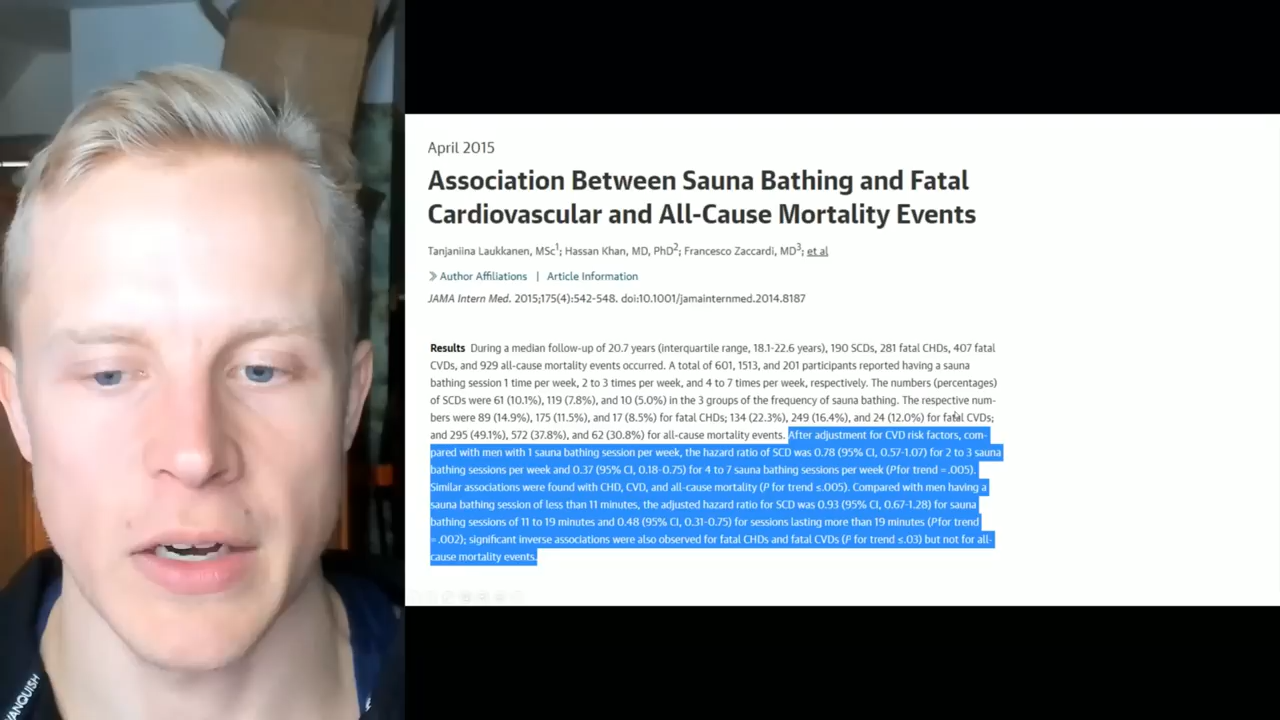 April 2015
Association Between Sauna Bathing and Fatal
Cardiovascular and All-Cause Mortality Events
Tanjaniina Laukkanen, MSc1; Hassan Khan, MD, PhD2; Francesco Zaccardi, MD3; et al
» Author Affiliations | Article Information
JAMA Intern Med. 2015;175(4):542-548. doi:10.1001/jamainternmed.2014.8187
Results During a median follow-up of 20.7 years (interquartile range, 18.1-22.6 years), 190 SCDs, 281 fatal CHDs, 407 fatal
CVDs, and 929 all-cause mortality events occurred. A total of 601, 1513, and 201 participants reported having a sauna
bathing session 1 time per week, 2 to 3 times per week, and 4 to 7 times per week, respectively. The numbers (percentages)
of SCDs were 61 (10.1%), 119 (7.8%), and 10 (5.0%) in the 3 groups of the frequency of sauna bathing. The respective num-
bers were 89 (14.9%), 175 (11.5%), and 17 (8.5%) for fatal CHDs; 134 (22.3%), 249 (16.4%), and 24 (12.0%) for fatal CVDs;
and 295 (49.1%), 572 (37.8%), and 62 (30.8%) for all-cause mortality events. After adjustment for CVD risk factors, com-
pared with men with 1 sauna bathing session per week, the hazard ratio of SCD was 0.78 (95% CI, 0.57-1.07) for 2 to 3 sauna
bathing sessions per week and 0.37 (95% CI, 0.18-0.75) for 4 to 7 sauna bathing sessions per week (P for trend = .005).
Similar associations were found with CHD, CVD, and all-cause mortality (P for trend ≤.005). Compared with men having a
sauna bathing session of less than 11 minutes, the adjusted hazard ratio for SCD was 0.93 (95% CI, 0.67-1.28) for sauna
bathing sessions of 11 to 19 minutes and 0.48 (95% CI, 0.31-0.75) for sessions lasting more than 19 minutes (P for trend
= .002); significant inverse associations were also observed for fatal CHDs and fatal CVDs (P for trend ≤.03) but not for all-
cause mortality events.
VANQUISH